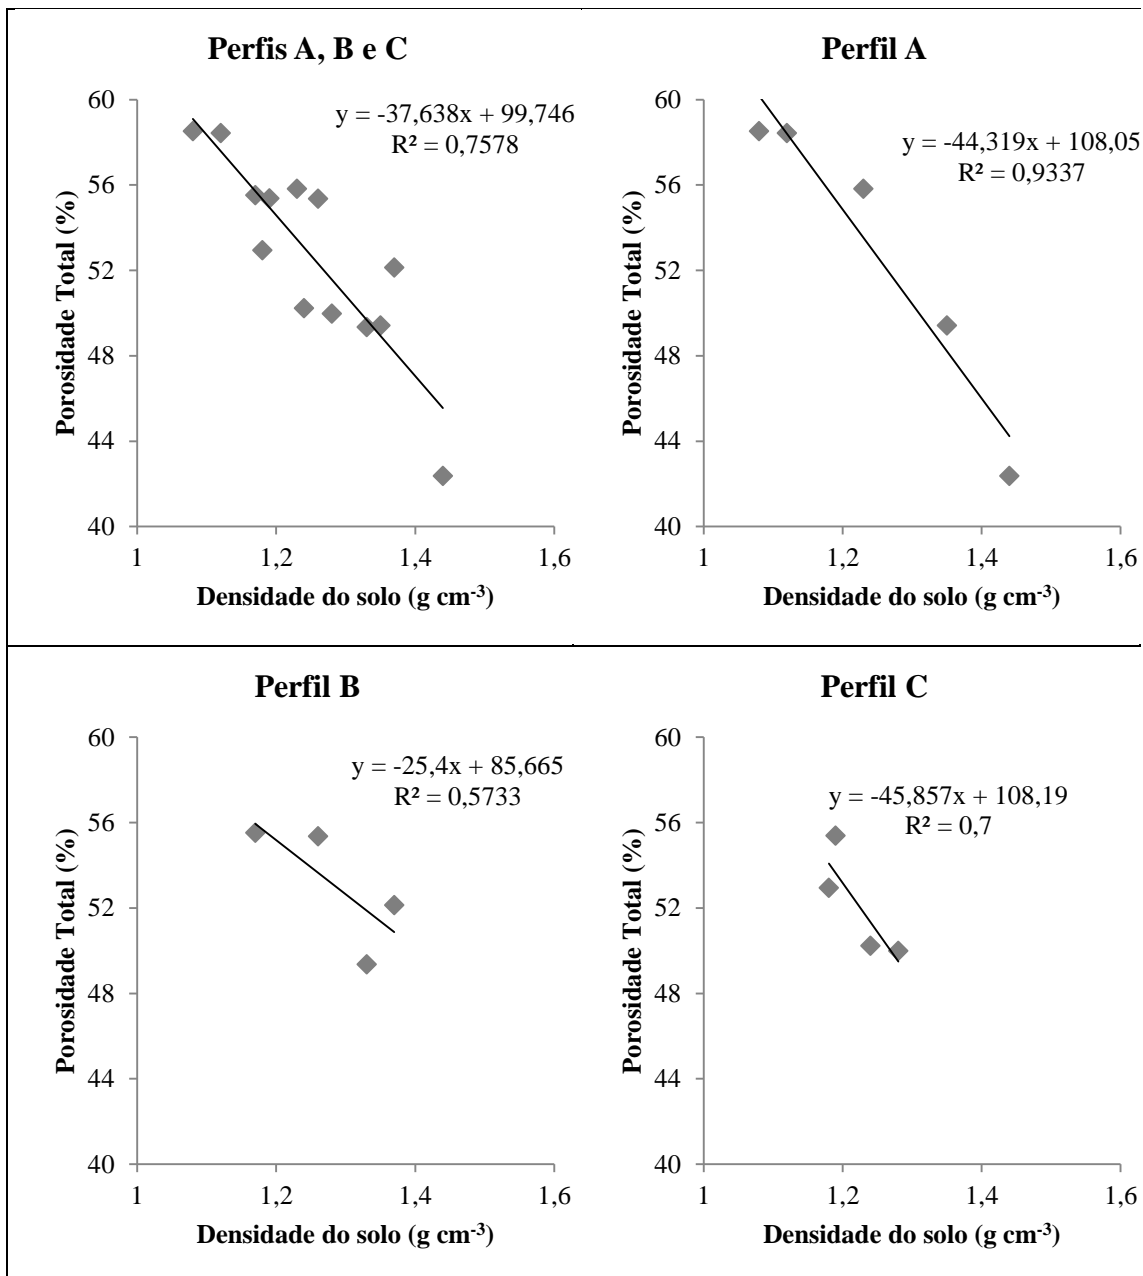 Perfis A, B e C
y = -37,638x + 99,746
R² = 0,7578
Porosidade Total (%)
60
56
52
48
44
40
1
1,2
1,4
1,6
Densidade do solo (g cm⁻³)
Perfil A
y = -44,319x + 108,05
R² = 0,9337
Porosidade Total (%)
60
56
52
48
44
40
1
1,2
1,4
1,6
Densidade do solo (g cm⁻³)
Perfil B
y = -25,4x + 85,665
R² = 0,5733
Porosidade Total (%)
60
56
52
48
44
40
1
1,2
1,4
1,6
Densidade do solo (g cm⁻³)
Perfil C
y = -45,857x + 108,19
R² = 0,7
Porosidade Total (%)
60
56
52
48
44
40
1
1,2
1,4
1,6
Densidade do solo (g cm⁻³)